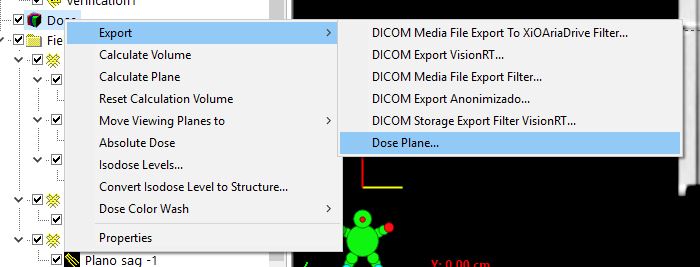 Verification1
Dose
Fie
Export
Calculate Volume
Calculate Plane
Reset Calculation Volume
Move Viewing Planes to
Absolute Dose
Isodose Levels...
Convert Isodose Level to Structure...
Dose Color Wash
Properties
DICOM Media File Export To XiOAriaDrive Filter...
DICOM Export VisionRT...
DICOM Media File Export Filter...
DICOM Export Anonimizado...
DICOM Storage Export Filter VisionRT...
Dose Plane...
Plano sag -1
Y: 0.00 cm